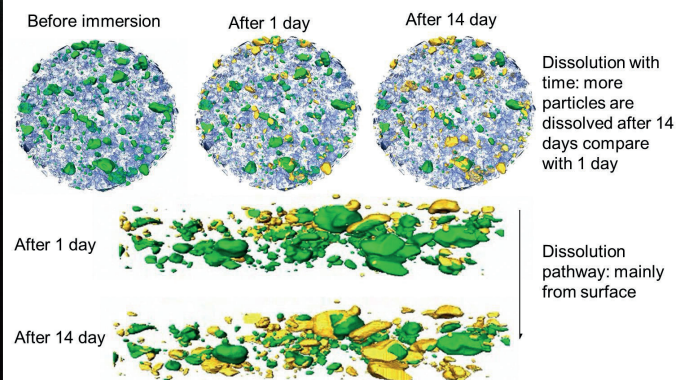 Before immersion
After 1 day
After 14 day
Dissolution with
time: more
particles are
dissolved after 14
days compare
with 1 day
After 1 day
Dissolution
pathway: mainly
from surface
After 14 day